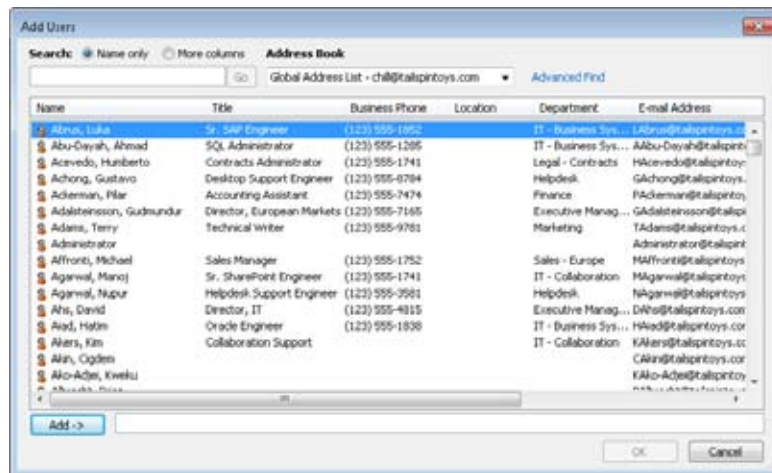 Add Users
Search: Name only More columns Address Book
Go Global Address List - chill@tailspintoys.com Advanced Find
Name Title Business Phone Location Department E-mail Address
Abrus, Luka Sr. SAP Engineer (123) 555-1852 IT - Business Sys... LAbrus@tailspintoys.co
Abu-Dayah, Ahmad SQL Administrator (123) 555-1285 IT - Business Sys... AAbu-Dayah@tailspint
Acevedo, Humberto Contracts Administrator (123) 555-1741 Legal - Contracts HAcevedo@tailspintoy
Achong, Gustavo Desktop Support Engineer (123) 555-8784 Helpdesk GAchong@tailspintoys.
Ackerman, Pilar Accounting Assistant (123) 555-7474 Finance PAckerman@tailspintoy
Adalsteinsson, Gudmundur Director, European Markets (123) 555-7165 Executive Manag... GAdalsteinsson@tailspi
Adams, Terry Technical Writer (123) 555-9781 Marketing TAdams@tailspintoys.c
Administrator Administrator@tailspint
Affronti, Michael Sales Manager (123) 555-1752 Sales - Europe MAffronti@tailspintoys
Agarwal, Manoj Sr. SharePoint Engineer (123) 555-1741 IT - Collaboration MAgarwal@tailspintoys
Agarwal, Nupur Helpdesk Support Engineer (123) 555-3581 Helpdesk NAgarwal@tailspintoys
Ahs, David Director, IT (123) 555-4815 Executive Manag... DAhs@tailspintoys.com
Aiad, Hatim Oracle Engineer (123) 555-1838 IT - Business Sys... HAiad@tailspintoys.cor
Akers, Kim Collaboration Support IT - Collaboration KAkers@tailspintoys.co
Akin, Cigdem CAkin@tailspintoys.cor
Ako-Adjei, Kweku KAko-Adjei@tailspintoy
Add ->
OK Cancel